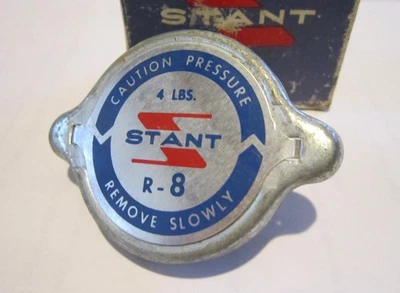 STANT
CAUTION PRESSURE
4 LBS.
STANT
R-8
REMOVE SLOWLY